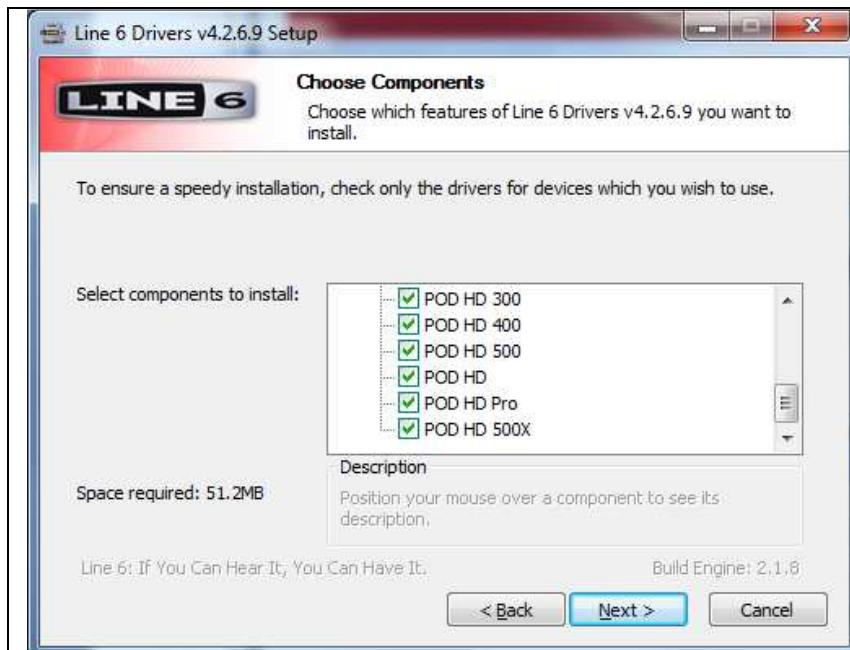 Line 6 Drivers v4.2.6.9 Setup
LINE 6
Choose Components
Choose which features of Line 6 Drivers v4.2.6.9 you want to
install.
To ensure a speedy installation, check only the drivers for devices which you wish to use.
Select components to install:
POD HD 300
POD HD 400
POD HD 500
POD HD
POD HD Pro
POD HD 500X
Space required: 51.2MB
Description
Position your mouse over a component to see its
description.
Line 6: If You Can Hear It, You Can Have It.
Build Engine: 2.1.8
< Back
Next >
Cancel